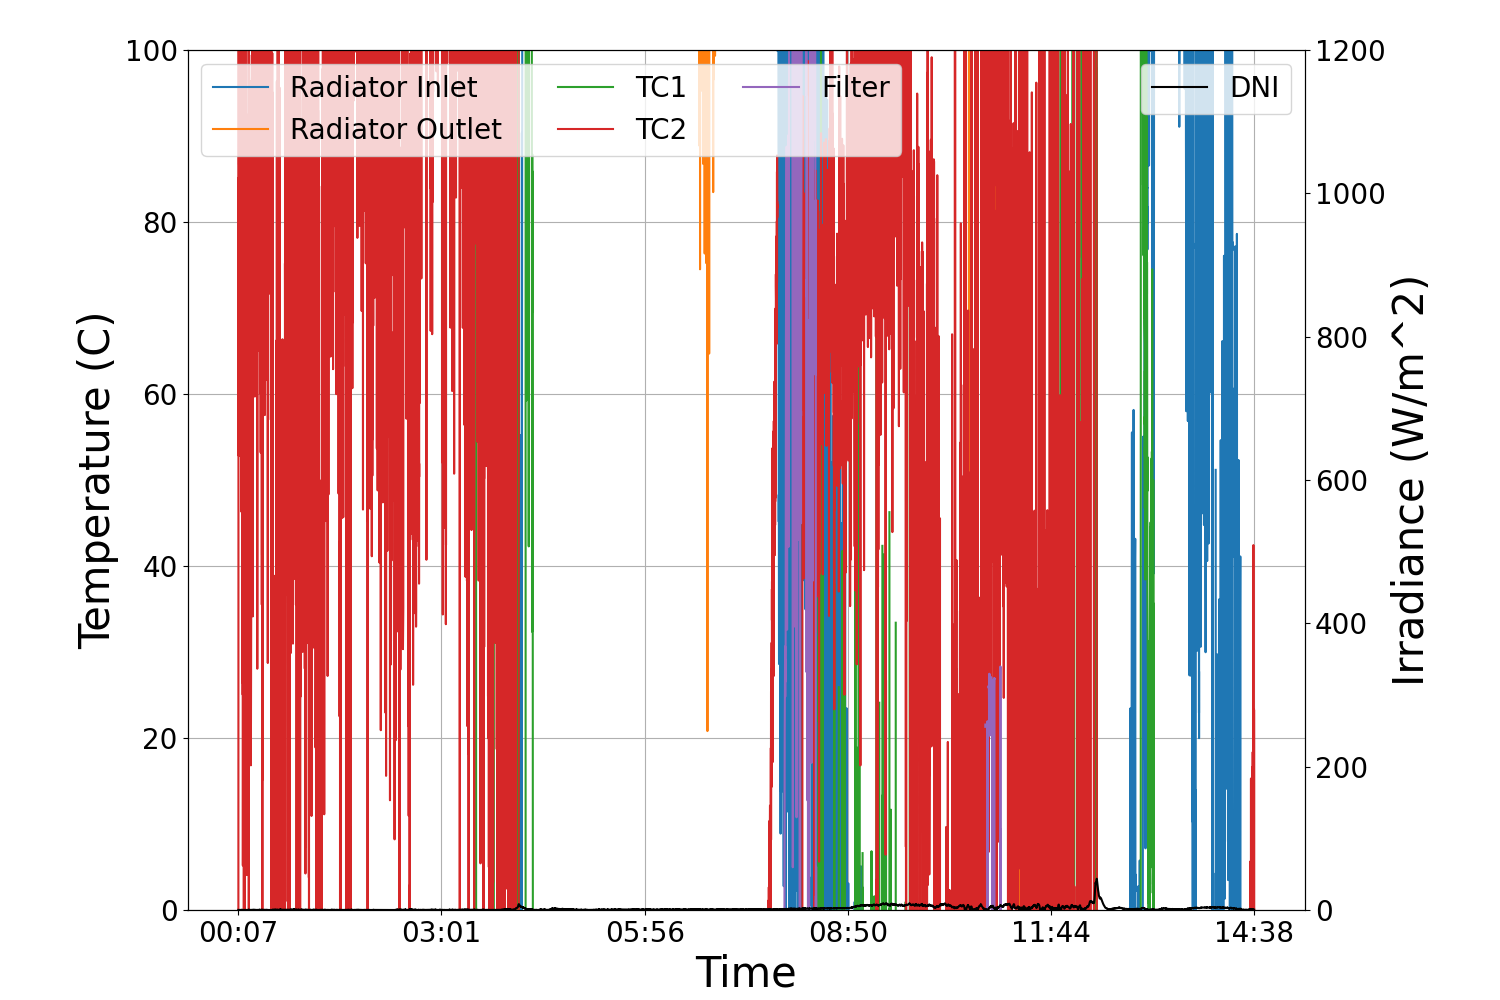 100
80
60
40
20
0
Temperature (C)
Radiator Inlet
Radiator Outlet
TC1
TC2
Filter
DNI
1200
1000
800
600
400
200
0
Irradiance (W/m^2)
00:07 03:01 05:56 08:50 11:44 14:38
Time